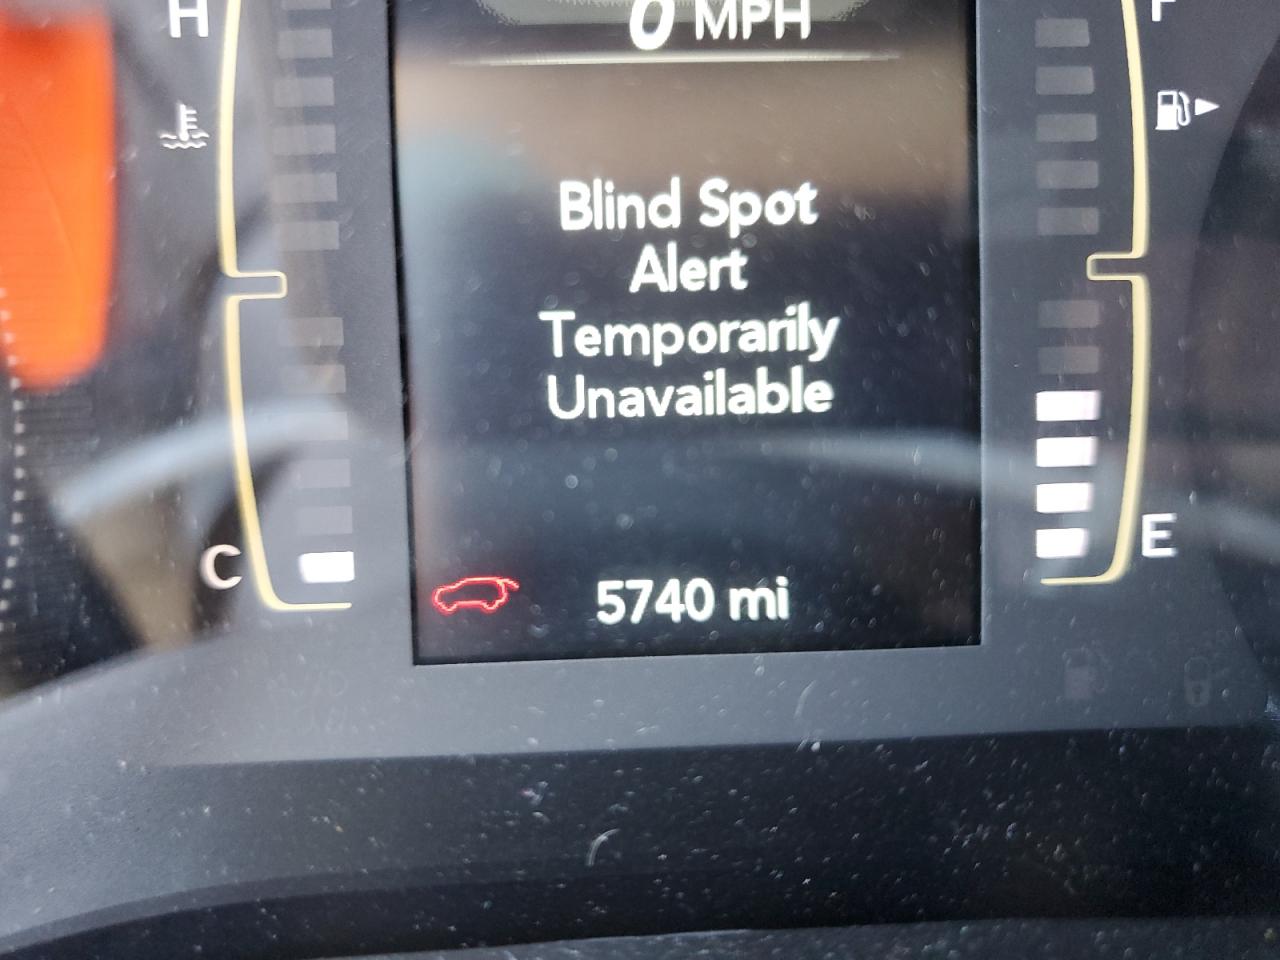 H
0 MPH
F
Blind Spot
Alert
Temporarily
Unavailable
C
E
5740 mi